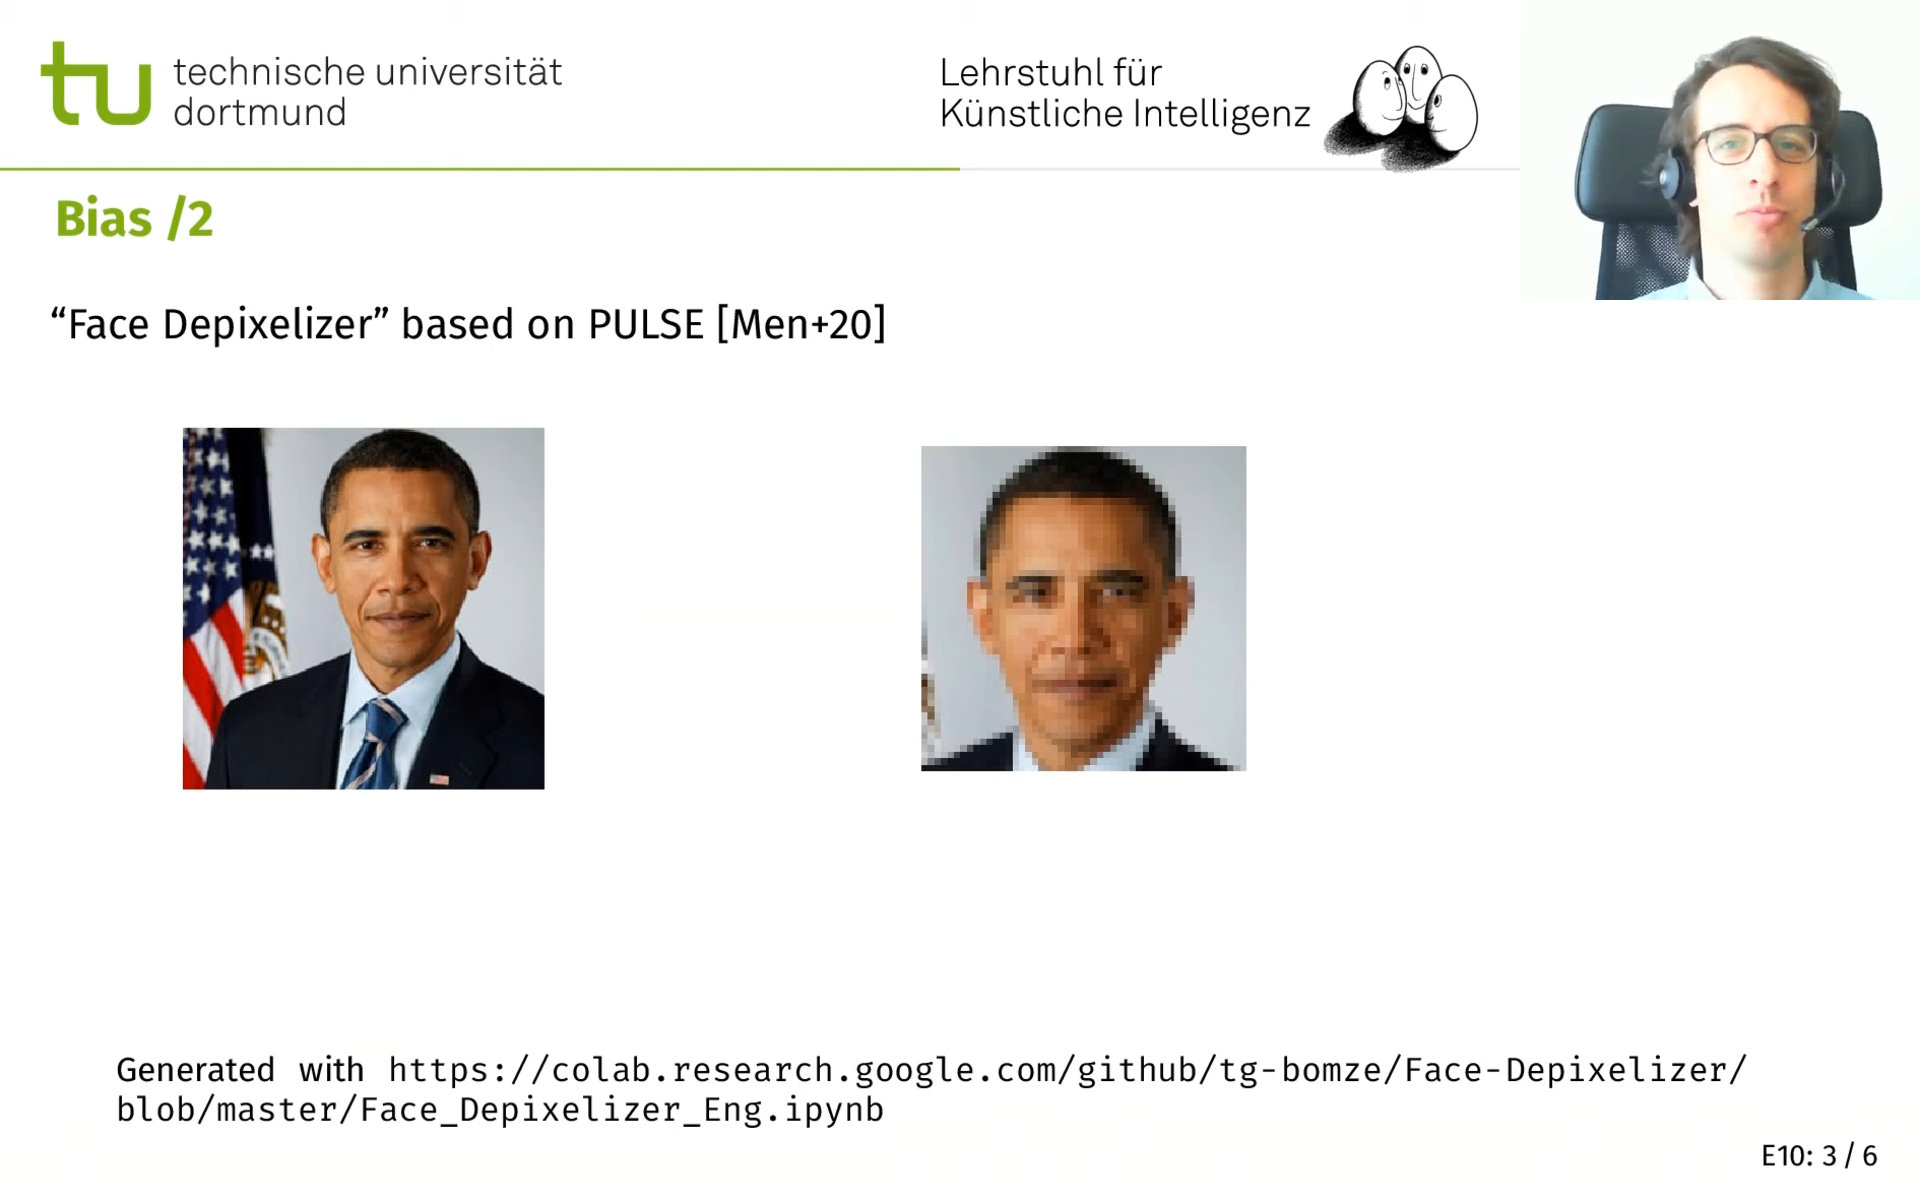 technische universität
dortmund
Lehrstuhl für
Künstliche Intelligenz
Bias /2
“Face Depixelizer” based on PULSE [Men+20]
Generated with https://colab.research.google.com/github/tg-bomze/Face-Depixelizer/
blob/master/Face_Depixelizer_Eng.ipynb
E10: 3 / 6